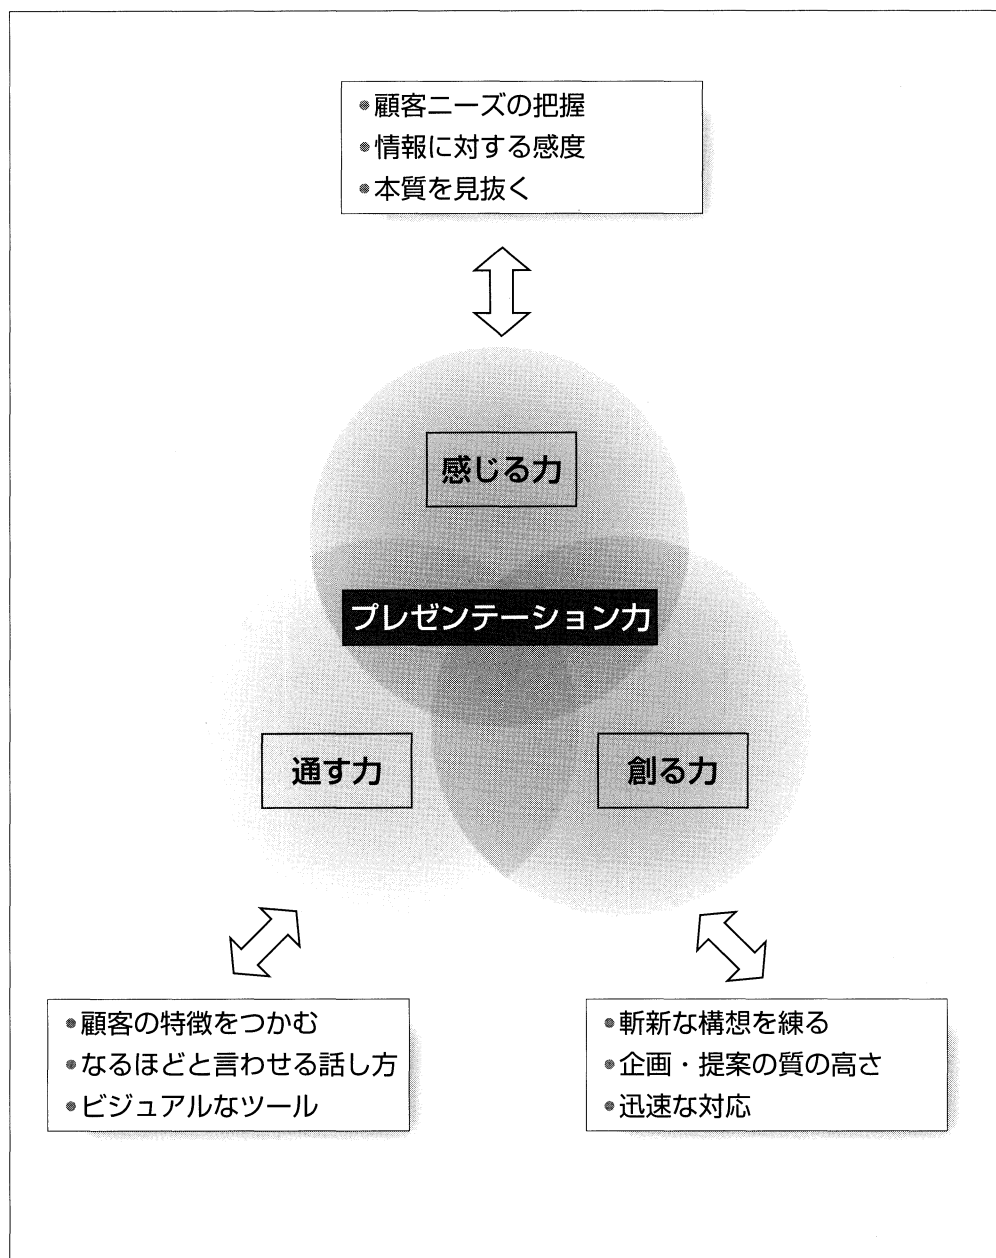 •顧客ニーズの把握
•情報に対する感度
•本質を見抜く
感じる力
プレゼンテーション力
通す力
創る力
•顧客の特徴をつかむ
•なるほどと言わせる話し方
•ビジュアルなツール
•斬新な構想を練る
•企画・提案の質の高さ
•迅速な対応